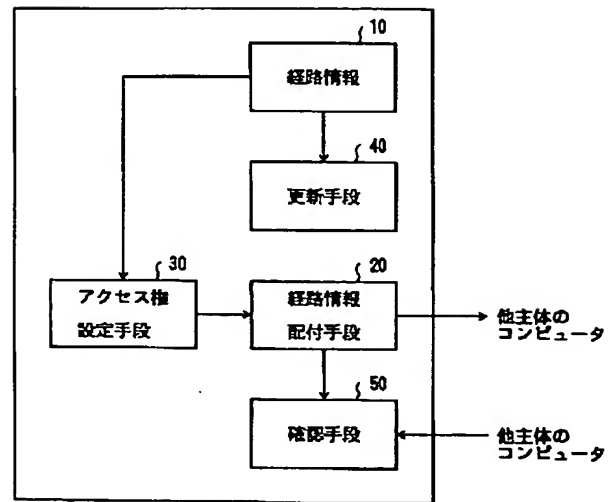 10
経路情報
40
更新手段
30
アクセス権
設定手段
20
経路情報
配付手段
他主体の
コンピュータ
50
確認手段
他主体の
コンピュータ